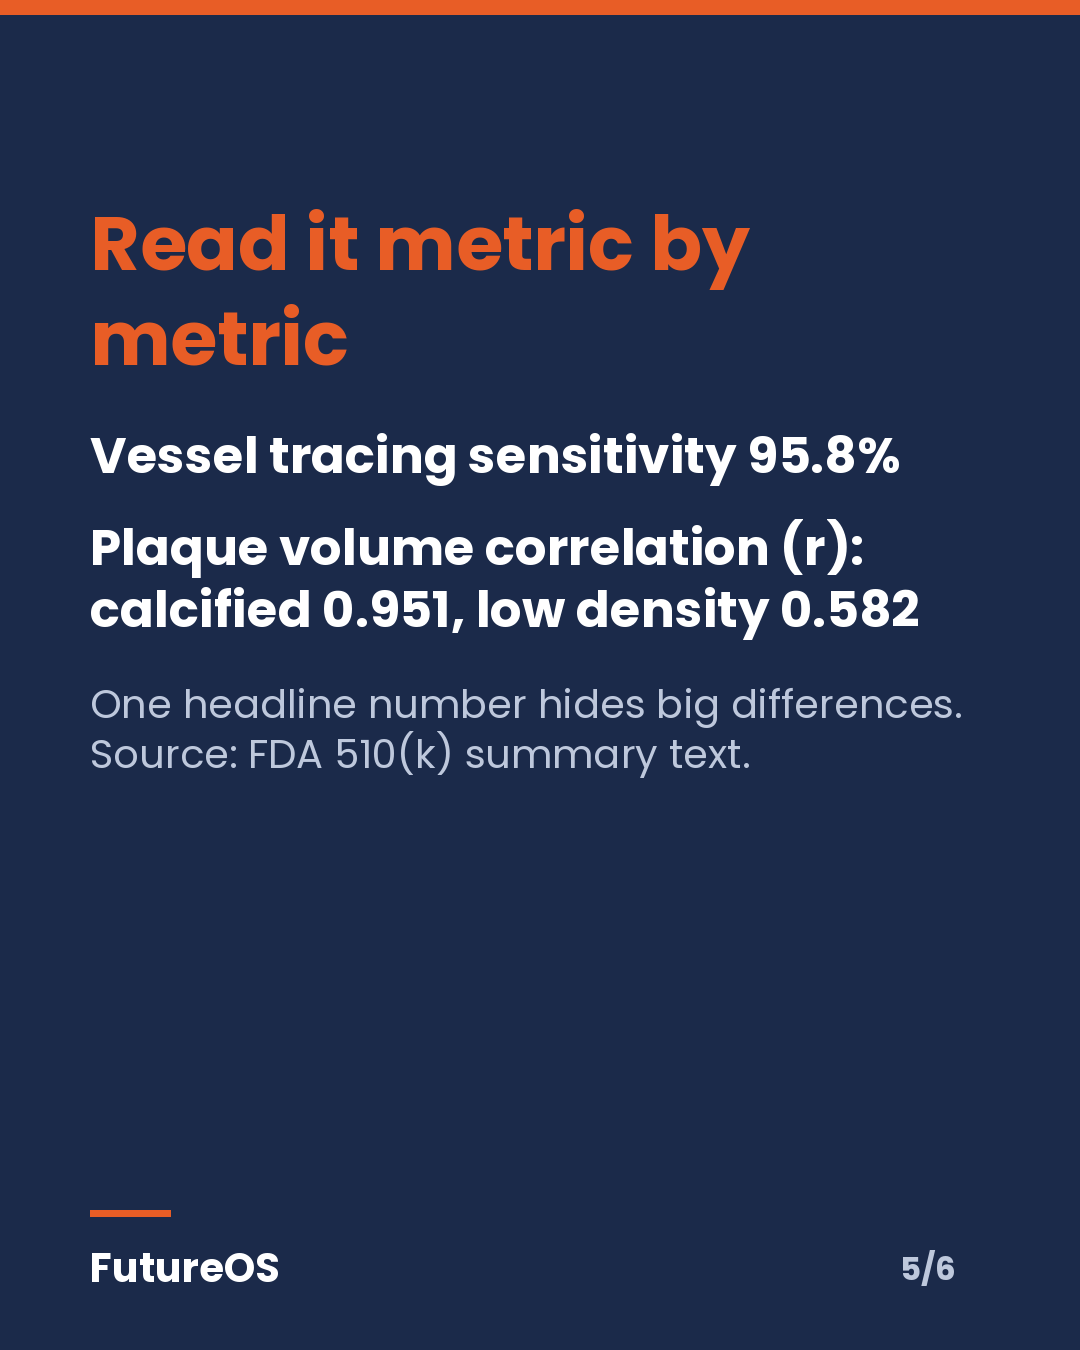 Read it metric by
metric
Vessel tracing sensitivity 95.8%
Plaque volume correlation (r):
calcified 0.951, low density 0.582
One headline number hides big differences.
Source: FDA 510(k) summary text.
FutureOS
5/6